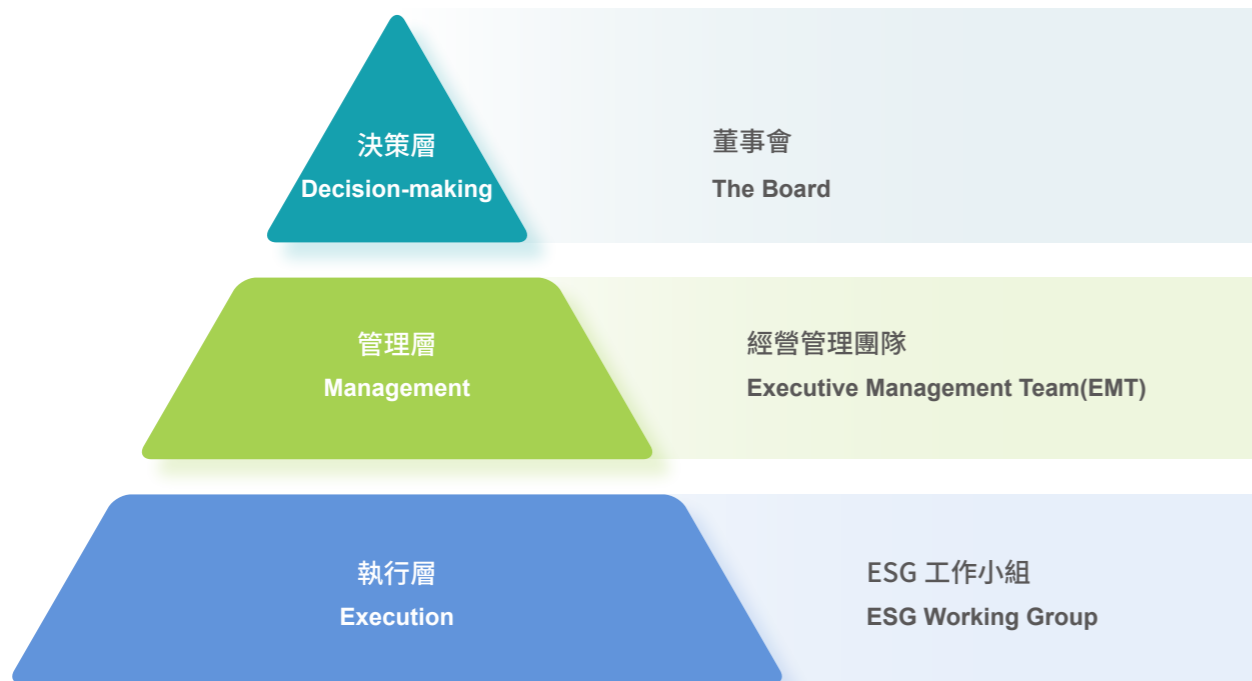 決策層
Decision-making
董事會
The Board
管理層
Management
經營管理團隊
Executive Management Team(EMT)
執行層
Execution
ESG 工作小組
ESG Working Group